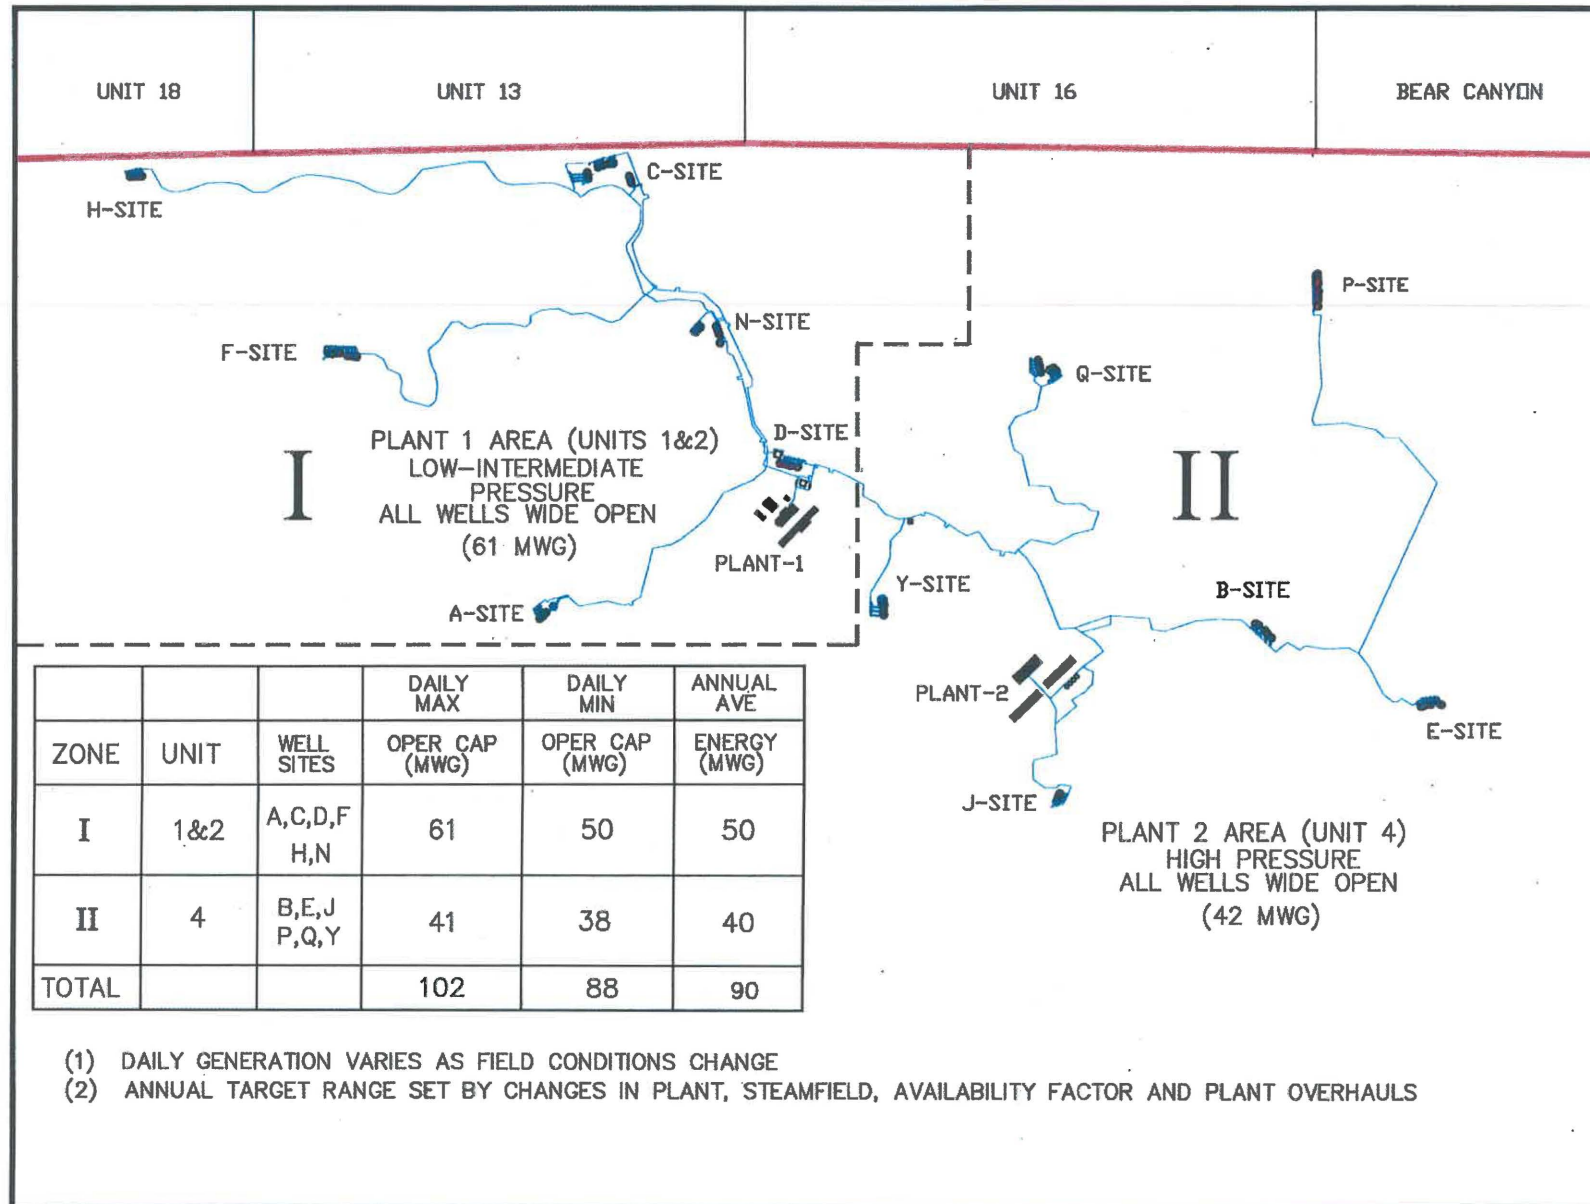 UNIT 18
UNIT 13
UNIT 16
BEAR CANYON
H-SITE
C-SITE
P-SITE
N-SITE
F-SITE
Q-SITE
D-SITE
I
PLANT 1 AREA (UNITS 1&2)
LOW-INTERMEDIATE
PRESSURE
ALL WELLS WIDE OPEN
(61 MWG)
II
PLANT-1
Y-SITE
B-SITE
A-SITE
PLANT-2
E-SITE
J-SITE
PLANT 2 AREA (UNIT 4)
HIGH PRESSURE
ALL WELLS WIDE OPEN
(42 MWG)
DAILY MAX DAILY MIN ANNUAL AVE
ZONE UNIT WELL SITES OPER CAP (MWG) OPER CAP (MWG) ENERGY (MWG)
I 1&2 A,C,D,F H,N 61 50 50
II 4 B,E,J P,Q,Y 41 38 40
TOTAL 102 88 90
(1) DAILY GENERATION VARIES AS FIELD CONDITIONS CHANGE
(2) ANNUAL TARGET RANGE SET BY CHANGES IN PLANT, STEAMFIELD, AVAILABILITY FACTOR AND PLANT OVERHAULS